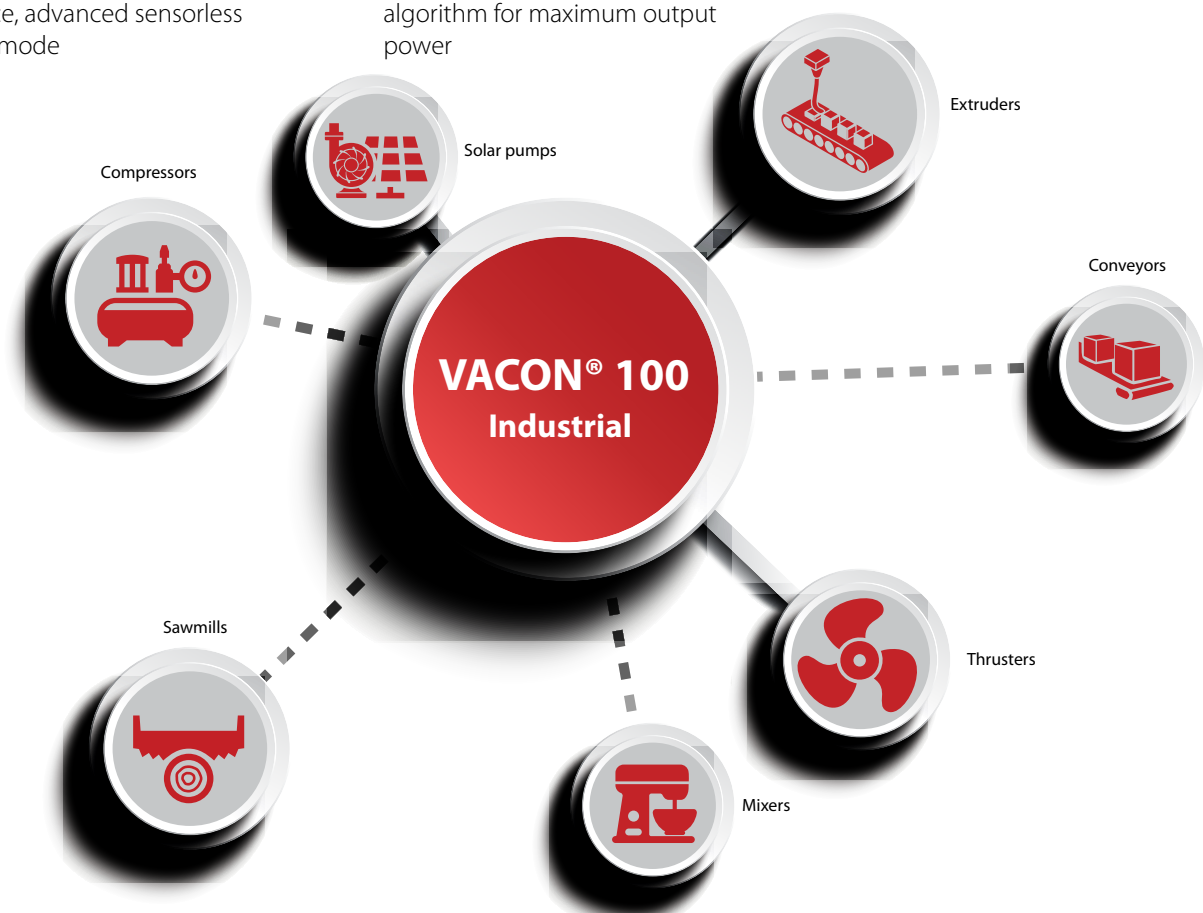 advanced sensorless
mode
algorithm for maximum output
power
Extruders
Solar pumps
Compressors
Conveyors
VACON® 100
Industrial
Sawmills
Thrusters
Mixers